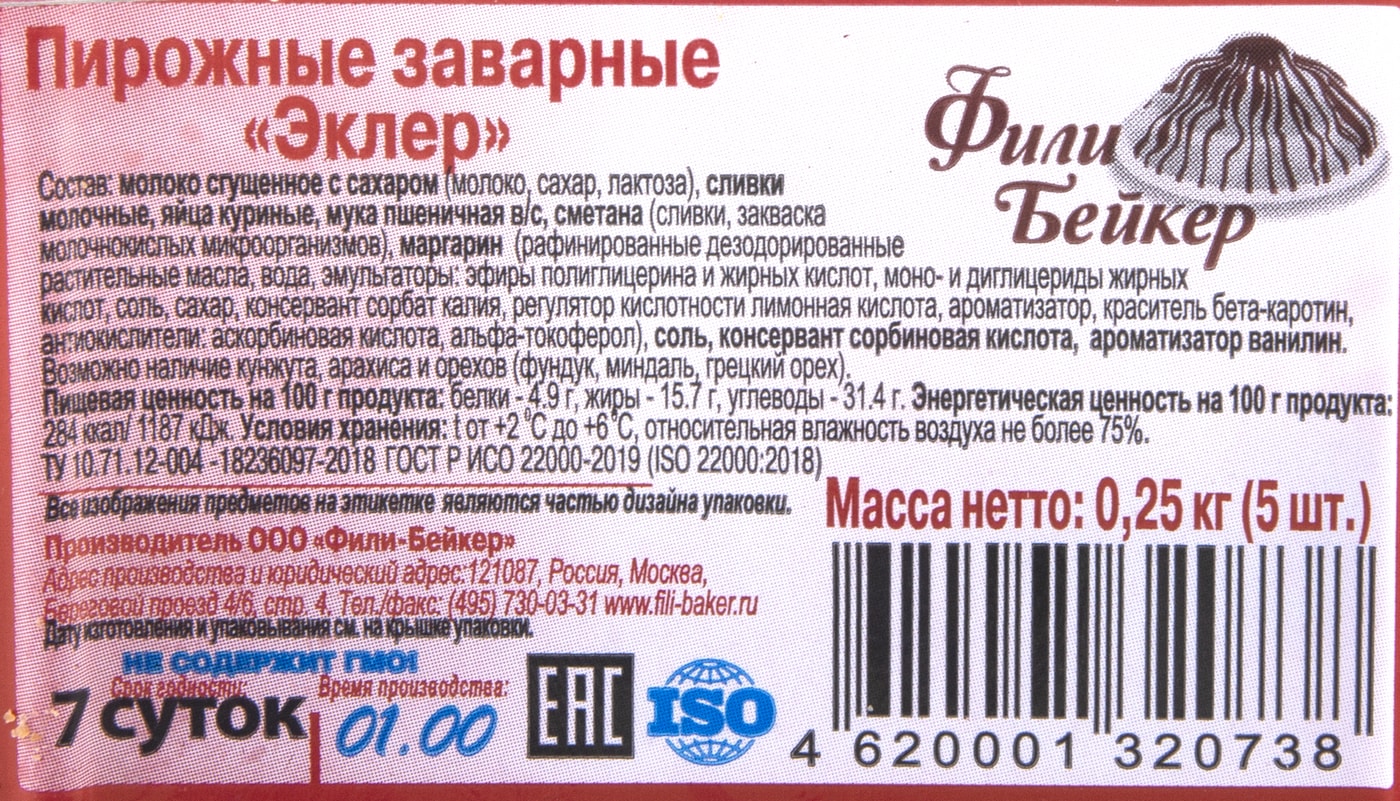 Пирожные заварные
«Эклер»
Фили
Бейкер
Состав: молоко сгущенное с сахаром (молоко, сахар, лактоза), сливки
молочные, яйца куриные, мука пшеничная в/с, сметана (сливки, закваска
молочнокислых микроорганизмов), маргарин (рафинированные дезодорированные
растительные масла, вода, эмульгаторы: эфиры полиглицерина и жирных кислот, моно- и диглицериды жирных
кислот, соль, сахар, консервант сорбат калия, регулятор кислотности лимонная кислота, ароматизатор, краситель бета-каротин,
антиокислители: аскорбиновая кислота, альфа-токоферол), соль, консервант сорбиновая кислота, ароматизатор ванилин.
Возможно наличие кунжута, арахиса и орехов (фундук, миндаль, грецкий орех).
Пищевая ценность на 100 г продукта: белки - 4.9 г, жиры - 15.7 г, углеводы - 31.4 г. Энергетическая ценность на 100 г продукта:
284 ккал/ 1187 кДж. Условия хранения: t от +2 °С до +6°С, относительная влажность воздуха не более 75%.
ТУ 10.71.12-004 -18236097-2018 ГОСТ Р ИСО 22000-2019 (ISO 22000:2018)
Все изображения предметов на этикетке являются частью дизайна упаковки.
Масса нетто: 0,25 кг (5 шт.)
Производитель ООО «Фили-Бейкер»
Адрес производства и юридический адрес: 121087, Россия, Москва,
Береговой проезд 4/6, стр. 4. Тел./факс: (495) 730-03-31 www.fili-baker.ru
Дату изготовления и упаковывания см. на крышке упаковки.
НЕ СОДЕРЖИТ ГМО!
Срок годности:
7 суток
Время производства:
01.00
EAC
ISO
4 620001 320738